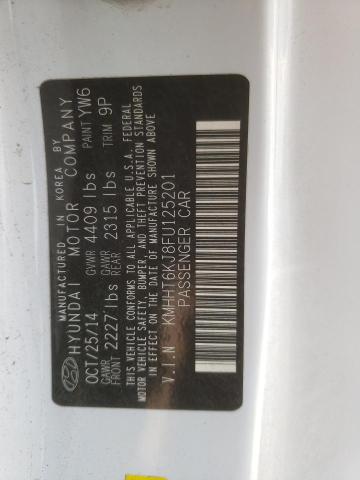 MANUFACTURED IN KOREA BY
HYUNDAI MOTOR COMPANY
OCT/25/14 GVWR 4409 lbs PAINT YW6
GAWR FRONT 2227 lbs GAWR REAR 2315 lbs TRIM 9P
THIS VEHICLE CONFORMS TO ALL APPLICABLE U.S.A. FEDERAL
MOTOR VEHICLE SAFETY, BUMPER, AND THEFT PREVENTION STANDARDS
IN EFFECT ON THE DATE OF MANUFACTURE SHOWN ABOVE
V.I.N KMHHT6KJ8FU125201
PASSENGER CAR